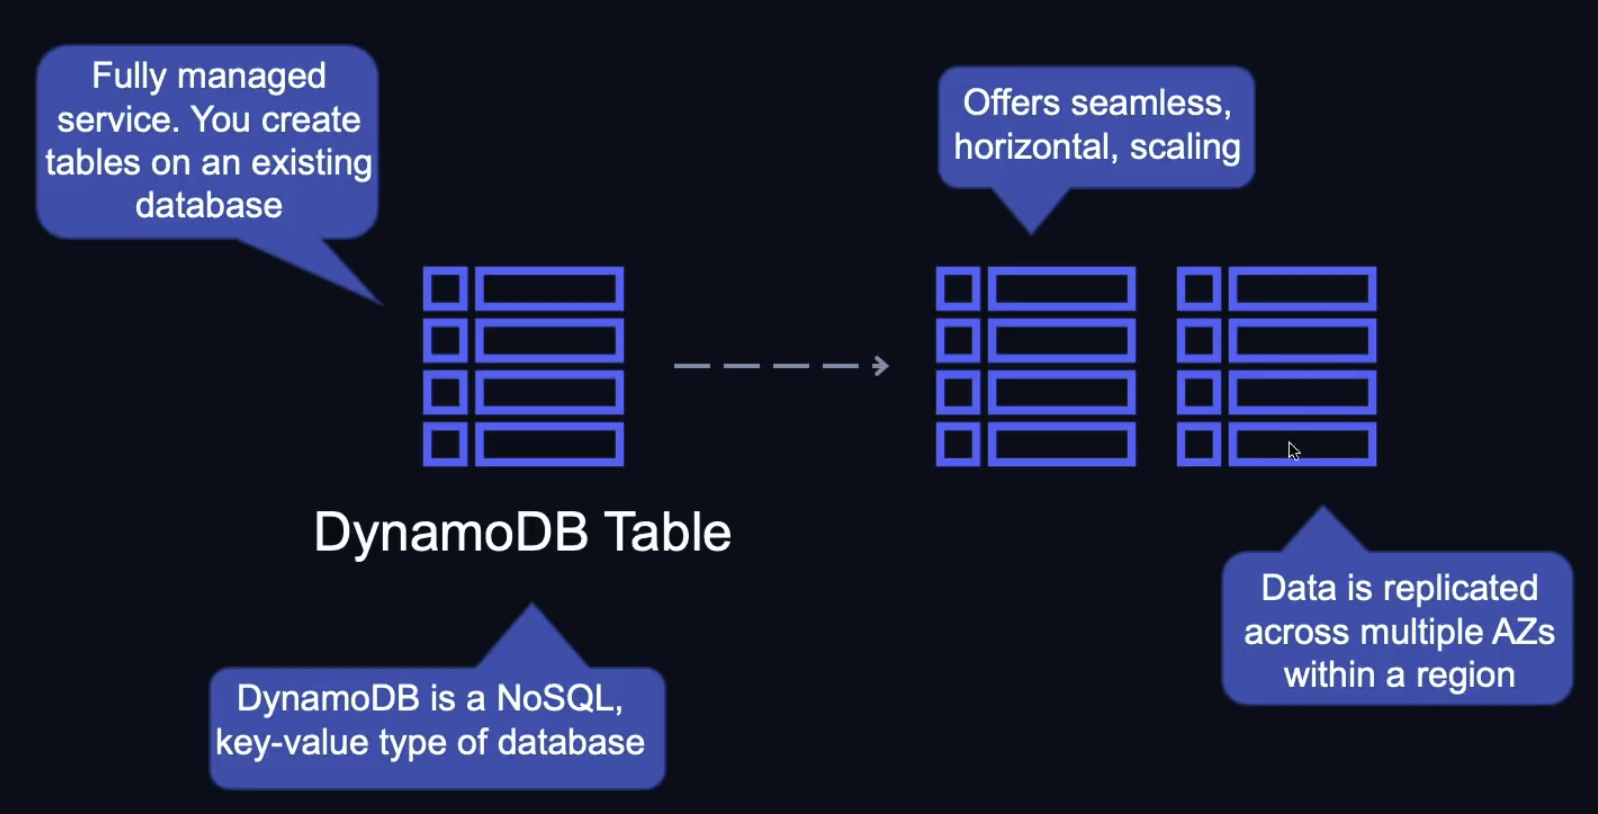 Fully managed
service. You create
tables on an existing
database
Offers seamless,
horizontal, scaling
DynamoDB Table
DynamoDB is a NoSQL,
key-value type of database
Data is replicated
across multiple AZs
within a region